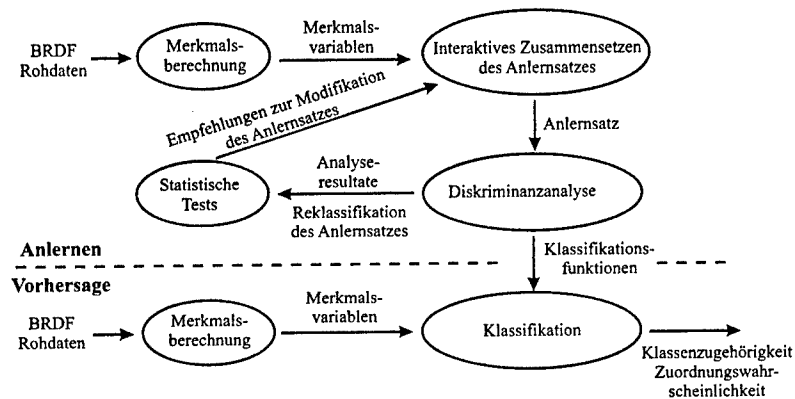 BRDF
Rohdaten
Merkmals-
berechnung
Merkmals-
variablen
Interaktives Zusammensetzen
des Anlernsatzes
Empfehlungen zur Modifikation
des Anlernsatzes
Anlernsatz
Statistische
Tests
Analyse-
resultate
Reklassifikation
des Anlernsatzes
Diskriminanzanalyse
Anlernen
Klassifikations-
funktionen
Vorhersage
BRDF
Rohdaten
Merkmals-
berechnung
Merkmals-
variablen
Klassifikation
Klassenzugehörigkeit
Zuordnungswahr-
scheinlichkeit